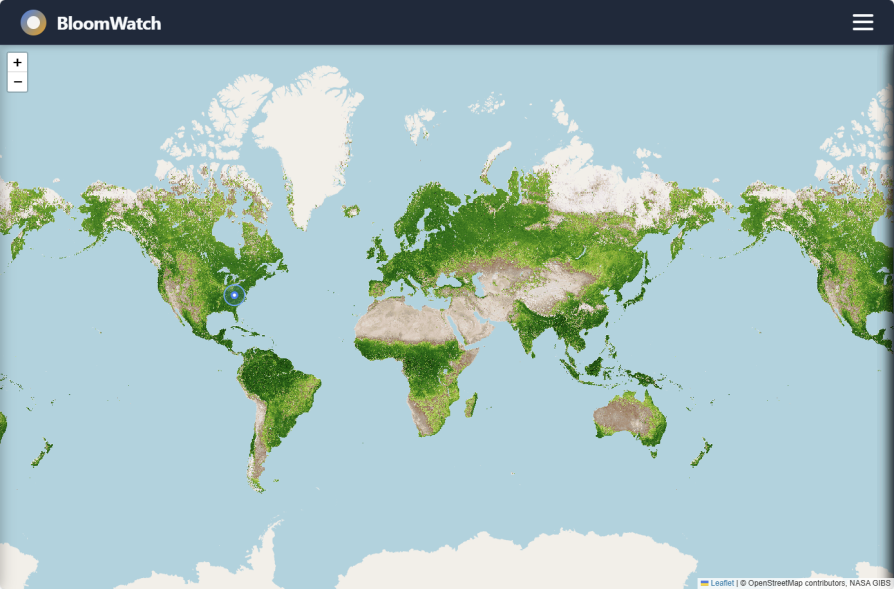 BloomWatch
+
−
Leaflet | © OpenStreetMap contributors, NASA GIBS